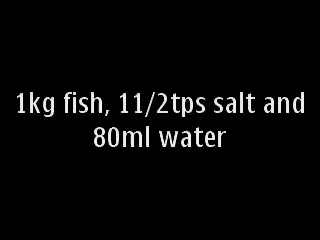 1kg fish, 11/2tps salt and
80ml water